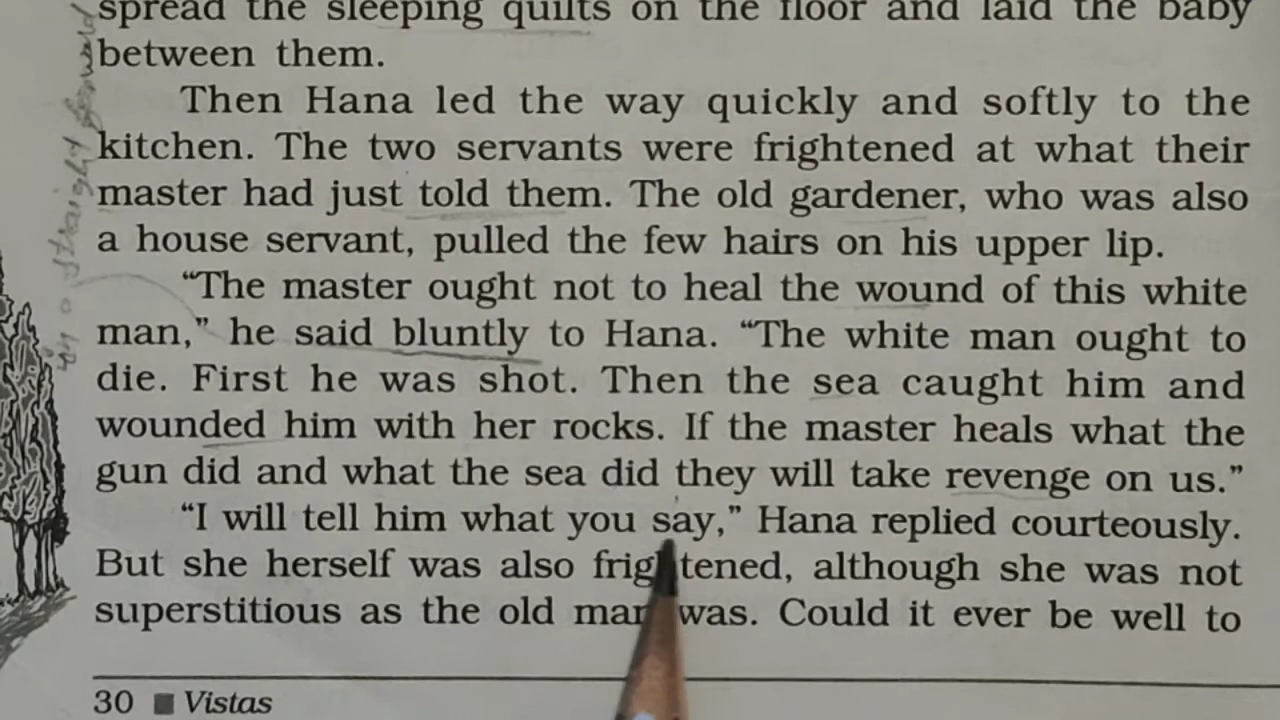 spread the sleeping quilts on the floor and laid the baby
between them.
Then Hana led the way quickly and softly to the
kitchen. The two servants were frightened at what their
master had just told them. The old gardener, who was also
a house servant, pulled the few hairs on his upper lip.
“The master ought not to heal the wound of this white
man,” he said bluntly to Hana. “The white man ought to
die. First he was shot. Then the sea caught him and
wounded him with her rocks. If the master heals what the
gun did and what the sea did they will take revenge on us.”
“I will tell him what you say,” Hana replied courteously.
But she herself was also frightened, although she was not
superstitious as the old man was. Could it ever be well to
30 ■ Vistas
straight forward